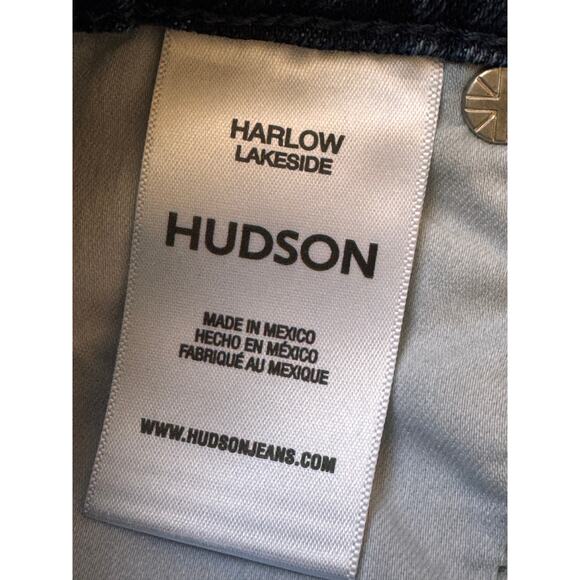 HARLOW
LAKESIDE
HUDSON
MADE IN MEXICO
HECHO EN MÉXICO
FABRIQUÉ AU MEXIQUE
WWW.HUDSONJEANS.COM